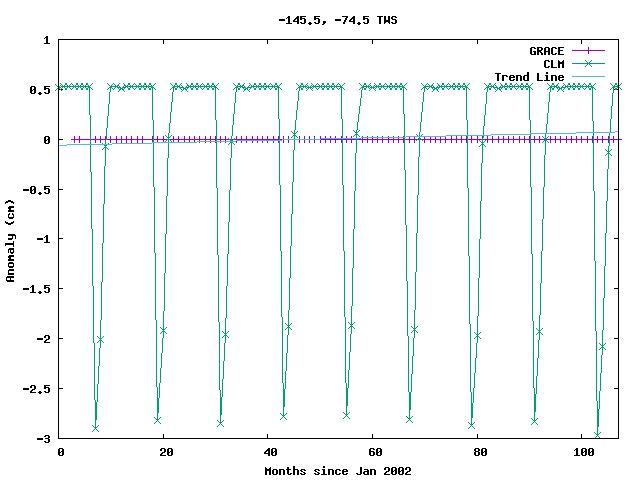 -145.5, -74.5 TWS
GRACE
CLM
Trend Line
1
0.5
0
-0.5
-1
-1.5
-2
-2.5
-3
Anomaly (cm)
0 20 40 60 80 100
Months since Jan 2002